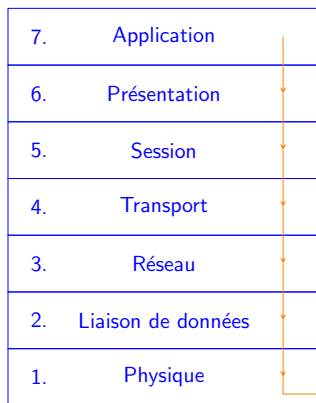 7. Application
6. Présentation
5. Session
4. Transport
3. Réseau
2. Liaison de données
1. Physique